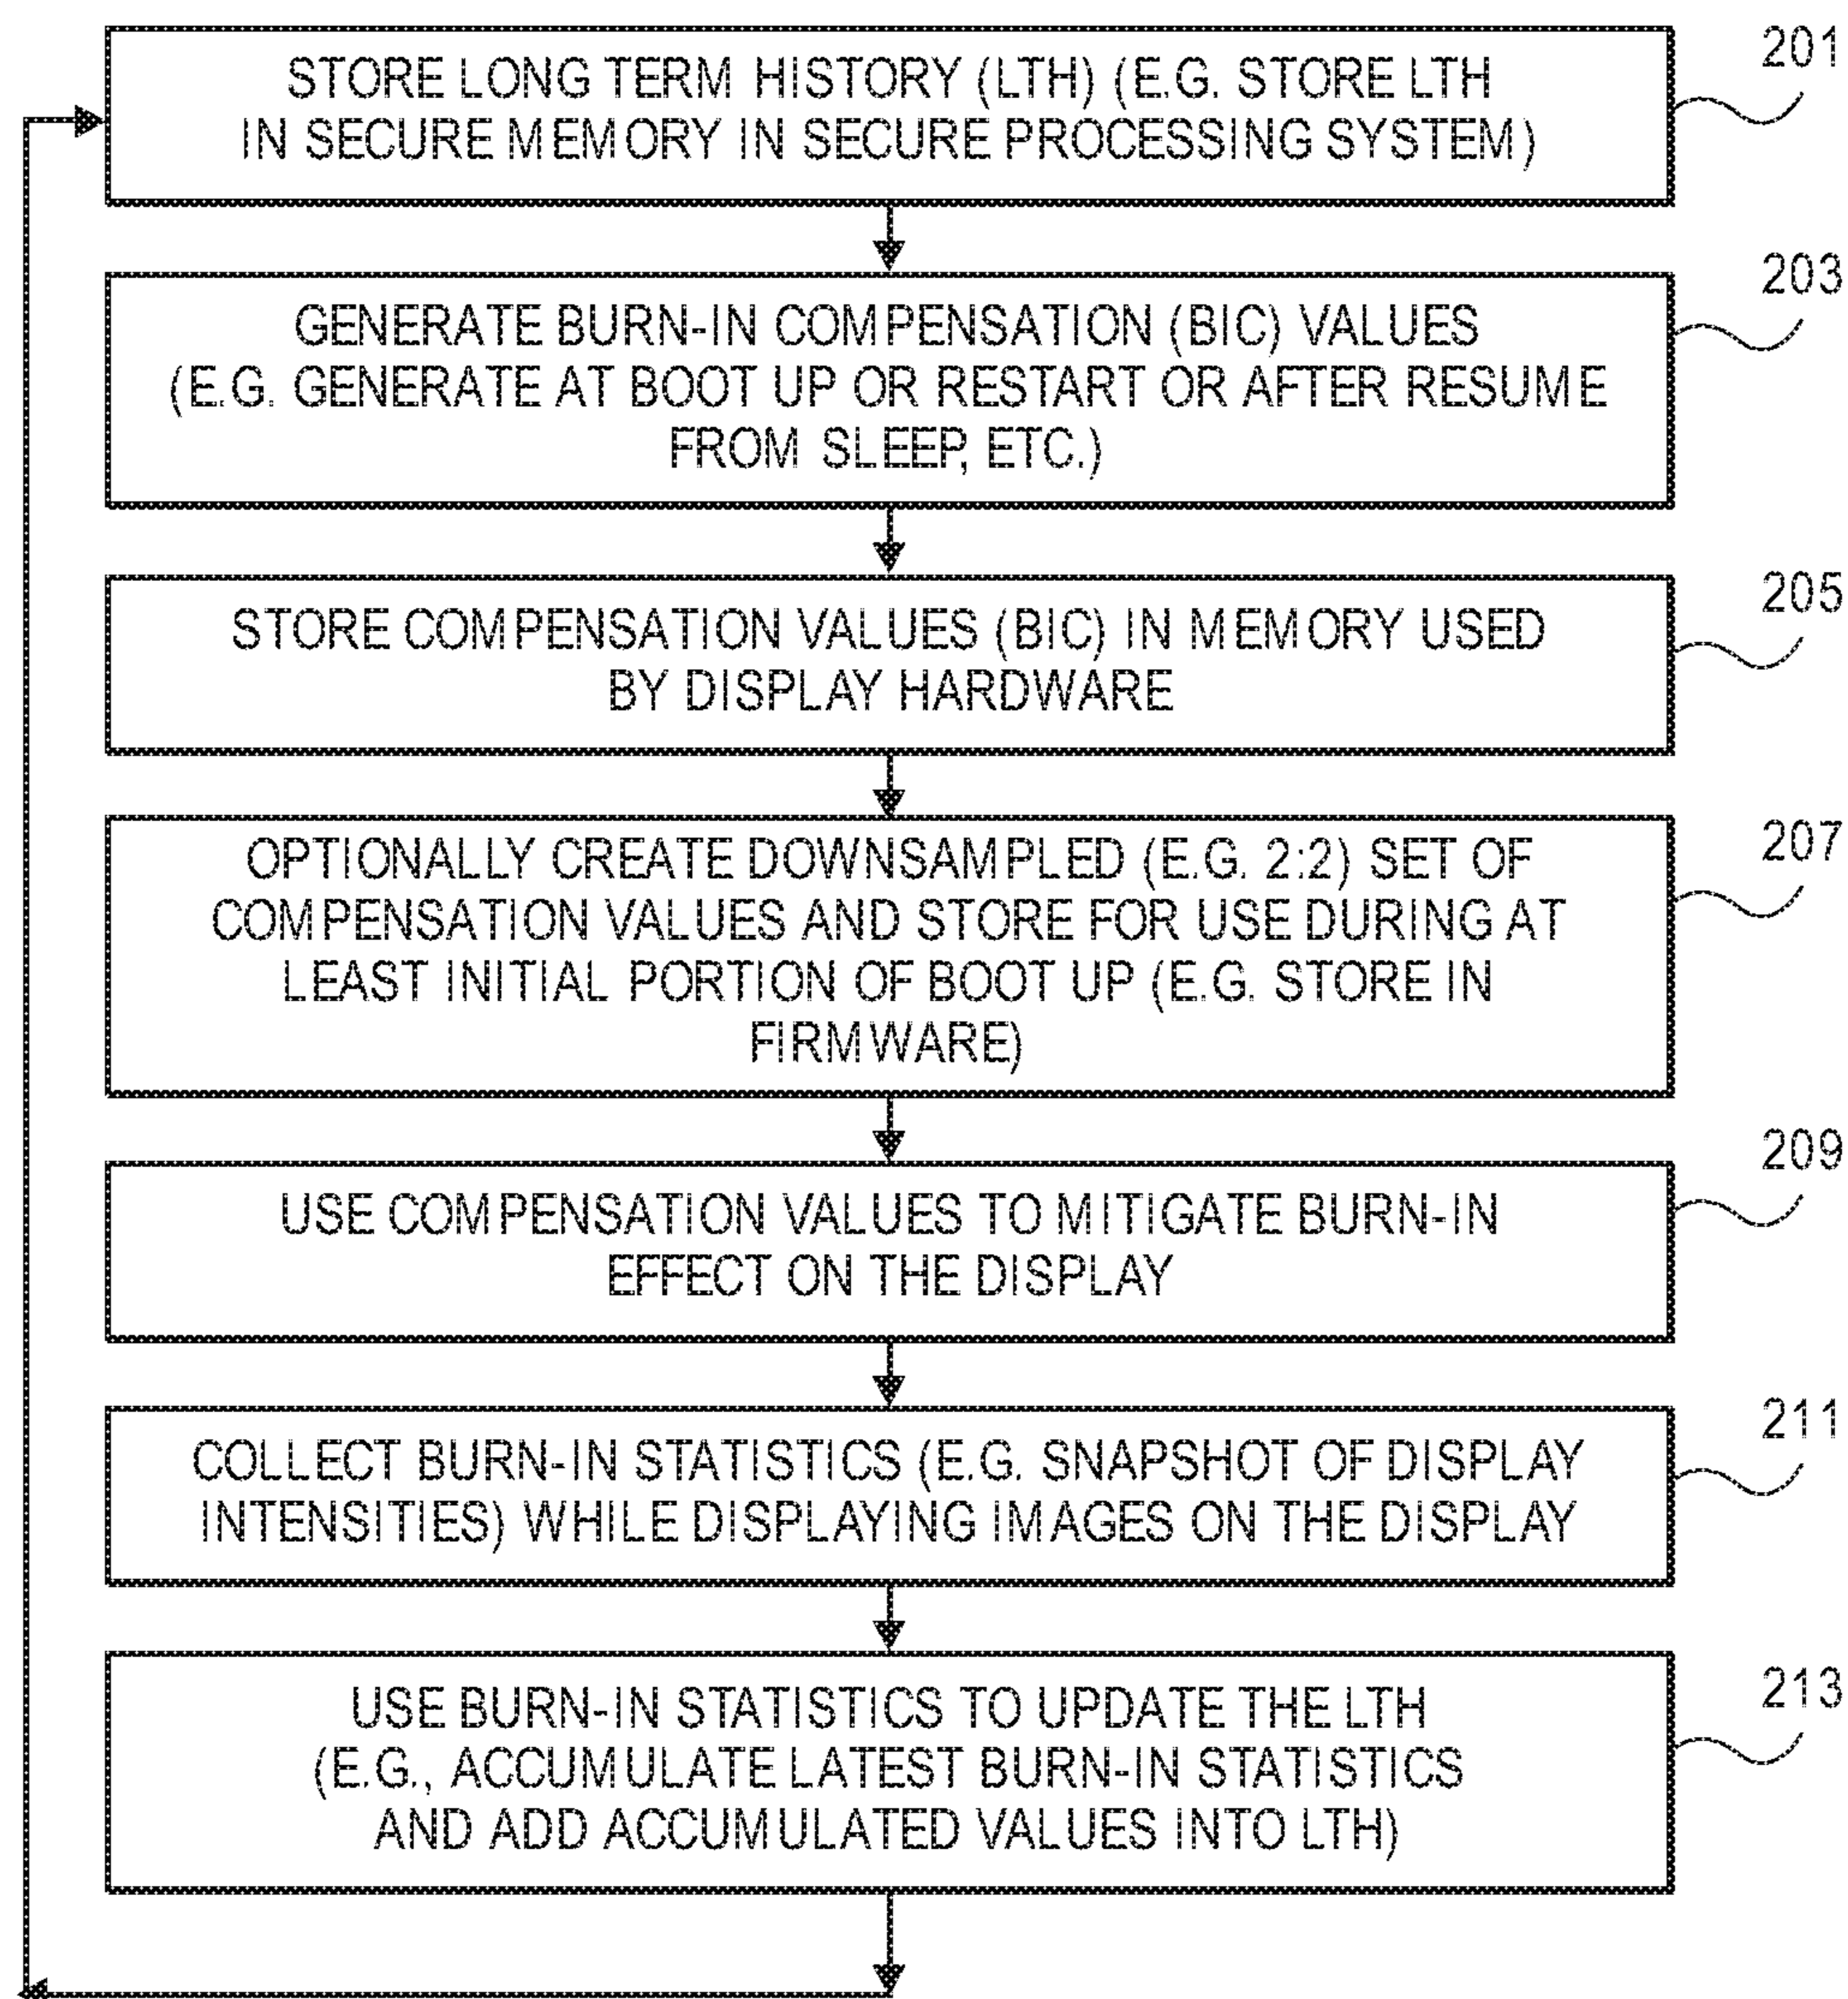 STORE LONG TERM HISTORY (LTH) (E.G. STORE LTH
IN SECURE MEMORY IN SECURE PROCESSING SYSTEM)
201
GENERATE BURN-IN COMPENSATION (BIC) VALUES
(E.G. GENERATE AT BOOT UP OR RESTART OR AFTER RESUME
FROM SLEEP, ETC.)
203
STORE COMPENSATION VALUES (BIC) IN MEMORY USED
BY DISPLAY HARDWARE
205
OPTIONALLY CREATE DOWNSAMPLED (E.G. 2:2) SET OF
COMPENSATION VALUES AND STORE FOR USE DURING AT
LEAST INITIAL PORTION OF BOOT UP (E.G. STORE IN
FIRMWARE)
207
USE COMPENSATION VALUES TO MITIGATE BURN-IN
EFFECT ON THE DISPLAY
209
COLLECT BURN-IN STATISTICS (E.G. SNAPSHOT OF DISPLAY
INTENSITIES) WHILE DISPLAYING IMAGES ON THE DISPLAY
211
USE BURN-IN STATISTICS TO UPDATE THE LTH
(E.G., ACCUMULATE LATEST BURN-IN STATISTICS
AND ADD ACCUMULATED VALUES INTO LTH)
213